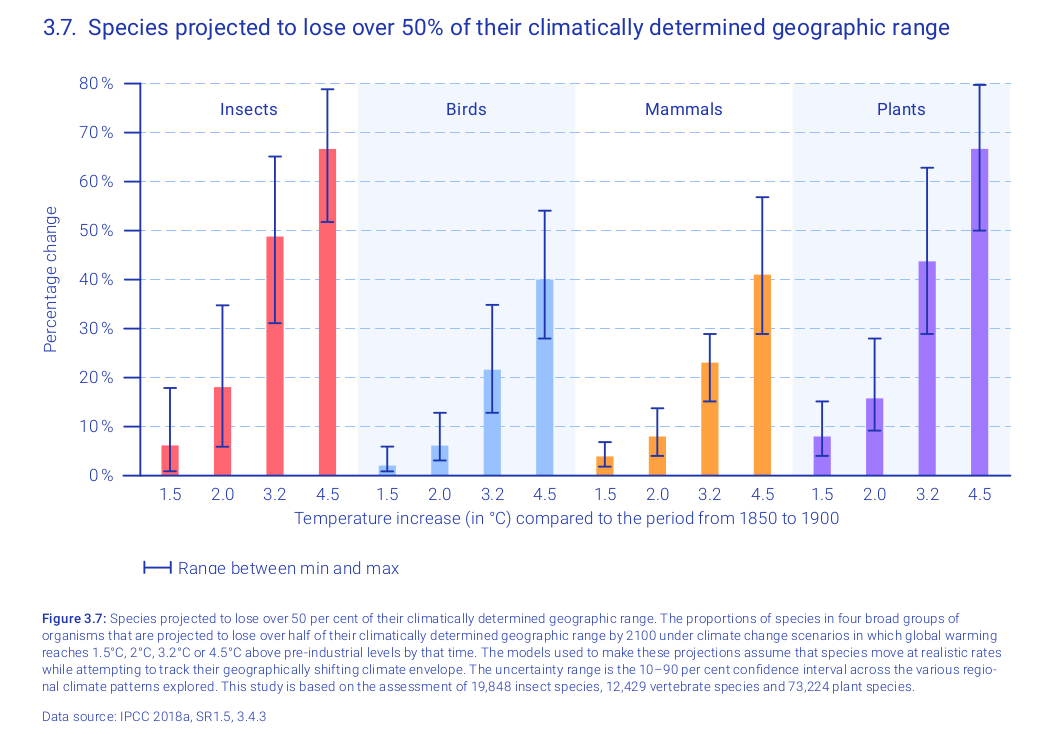 3.7. Species projected to lose over 50% of their climatically determined geographic range
80 %
70 %
60 %
50 %
40 %
30 %
20 %
10 %
0 %
Percentage change
Insects
Birds
Mammals
Plants
1.5 2.0 3.2 4.5 1.5 2.0 3.2 4.5 1.5 2.0 3.2 4.5 1.5 2.0 3.2 4.5
Temperature increase (in °C) compared to the period from 1850 to 1900
Range between min and max
Figure 3.7: Species projected to lose over 50 per cent of their climatically determined geographic range. The proportions of species in four broad groups of
organisms that are projected to lose over half of their climatically determined geographic range by 2100 under climate change scenarios in which global warming
reaches 1.5°C, 2°C, 3.2°C or 4.5°C above pre-industrial levels by that time. The models used to make these projections assume that species move at realistic rates
while attempting to track their geographically shifting climate envelope. The uncertainty range is the 10–90 per cent confidence interval across the various regio-
nal climate patterns explored. This study is based on the assessment of 19,848 insect species, 12,429 vertebrate species and 73,224 plant species.
Data source: IPCC 2018a, SR1.5, 3.4.3